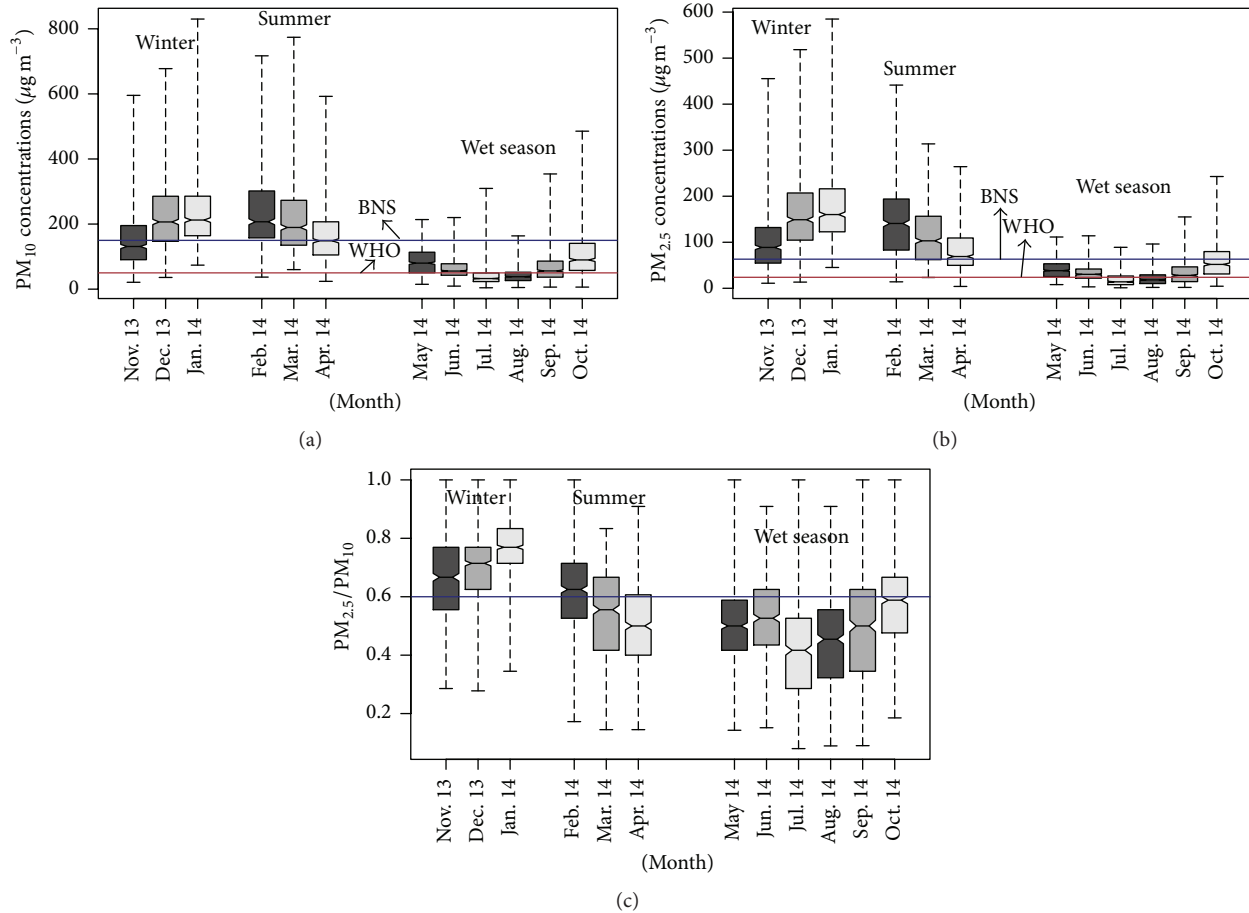 PM10 concentrations (μg m−3)
800
600
400
200
0
Winter
Summer
Wet season
BNS
WHO
Nov. 13
Dec. 13
Jan. 14
Feb. 14
Mar. 14
Apr. 14
May 14
Jun. 14
Jul. 14
Aug. 14
Sep. 14
Oct. 14
(Month)
(a)
PM2.5 concentrations (μg m−3)
600
500
400
300
200
100
0
Winter
Summer
Wet season
BNS
WHO
Nov. 13
Dec. 13
Jan. 14
Feb. 14
Mar. 14
Apr. 14
May 14
Jun. 14
Jul. 14
Aug. 14
Sep. 14
Oct. 14
(Month)
(b)
PM2.5/PM10
1.0
0.8
0.6
0.4
0.2
Winter
Summer
Wet season
Nov. 13
Dec. 13
Jan. 14
Feb. 14
Mar. 14
Apr. 14
May 14
Jun. 14
Jul. 14
Aug. 14
Sep. 14
Oct. 14
(Month)
(c)